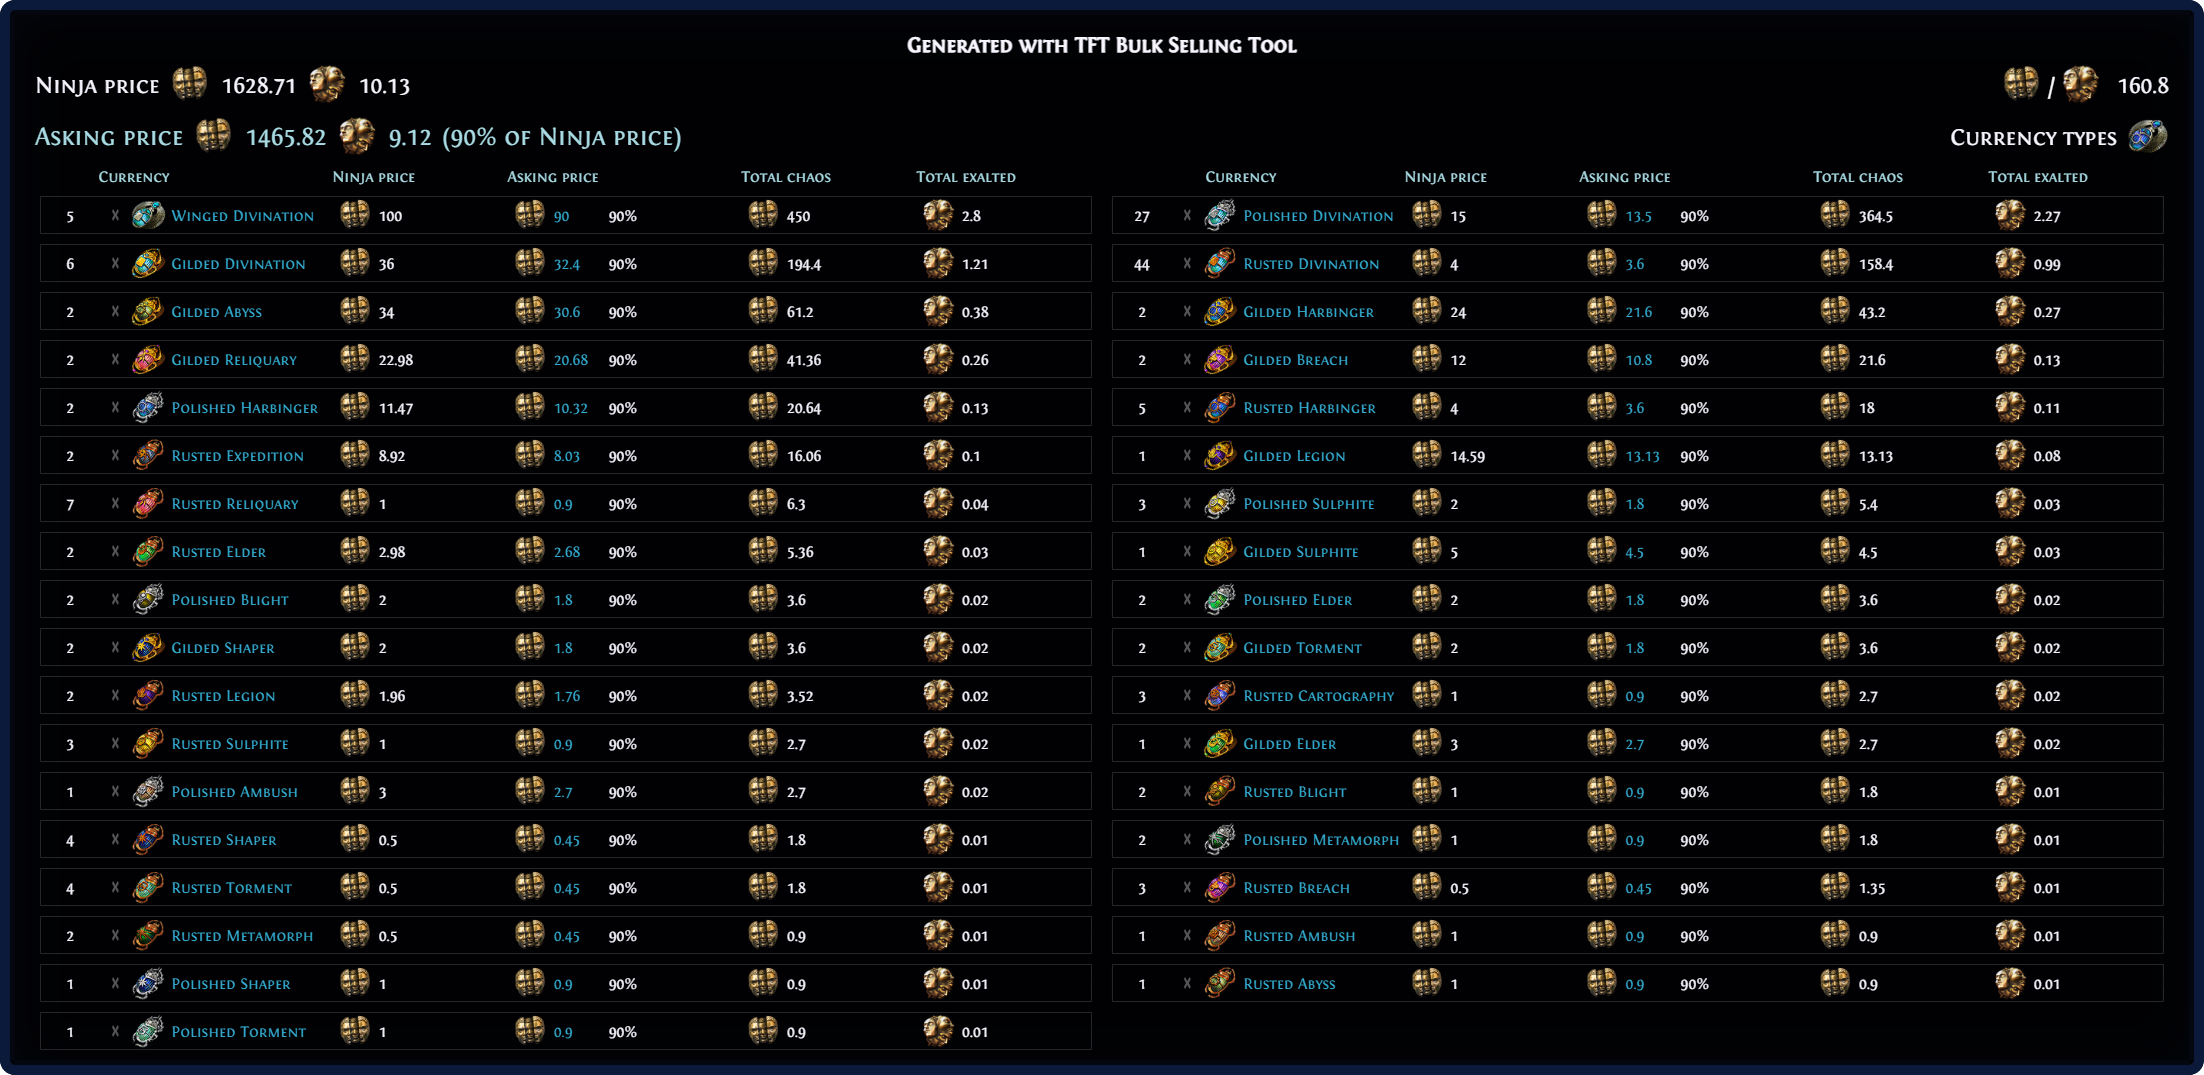 Generated with TFT Bulk Selling Tool
Ninja price 1628.71 10.13
/ 160.8
Asking price 1465.82 9.12 (90% of Ninja price)
Currency types
Currency Ninja price Asking price Total chaos Total exalted
Currency Ninja price Asking price Total chaos Total exalted
5 x Winged Divination 100 90 90% 450 2.8
27 x Polished Divination 15 13.5 90% 364.5 2.27
6 x Gilded Divination 36 32.4 90% 194.4 1.21
44 x Rusted Divination 4 3.6 90% 158.4 0.99
2 x Gilded Abyss 34 30.6 90% 61.2 0.38
2 x Gilded Harbinger 24 21.6 90% 43.2 0.27
2 x Gilded Reliquary 22.98 20.68 90% 41.36 0.26
2 x Gilded Breach 12 10.8 90% 21.6 0.13
2 x Polished Harbinger 11.47 10.32 90% 20.64 0.13
5 x Rusted Harbinger 4 3.6 90% 18 0.11
2 x Rusted Expedition 8.92 8.03 90% 16.06 0.1
1 x Gilded Legion 14.59 13.13 90% 13.13 0.08
7 x Rusted Reliquary 1 0.9 90% 6.3 0.04
3 x Polished Sulphite 2 1.8 90% 5.4 0.03
2 x Rusted Elder 2.98 2.68 90% 5.36 0.03
1 x Gilded Sulphite 5 4.5 90% 4.5 0.03
2 x Polished Blight 2 1.8 90% 3.6 0.02
2 x Polished Elder 2 1.8 90% 3.6 0.02
2 x Gilded Shaper 2 1.8 90% 3.6 0.02
2 x Gilded Torment 2 1.8 90% 3.6 0.02
2 x Rusted Legion 1.96 1.76 90% 3.52 0.02
3 x Rusted Cartography 1 0.9 90% 2.7 0.02
3 x Rusted Sulphite 1 0.9 90% 2.7 0.02
1 x Gilded Elder 3 2.7 90% 2.7 0.02
1 x Polished Ambush 3 2.7 90% 2.7 0.02
2 x Rusted Blight 1 0.9 90% 1.8 0.01
4 x Rusted Shaper 0.5 0.45 90% 1.8 0.01
2 x Polished Metamorph 1 0.9 90% 1.8 0.01
4 x Rusted Torment 0.5 0.45 90% 1.8 0.01
3 x Rusted Breach 0.5 0.45 90% 1.35 0.01
2 x Rusted Metamorph 0.5 0.45 90% 0.9 0.01
1 x Rusted Ambush 1 0.9 90% 0.9 0.01
1 x Polished Shaper 1 0.9 90% 0.9 0.01
1 x Rusted Abyss 1 0.9 90% 0.9 0.01
1 x Polished Torment 1 0.9 90% 0.9 0.01